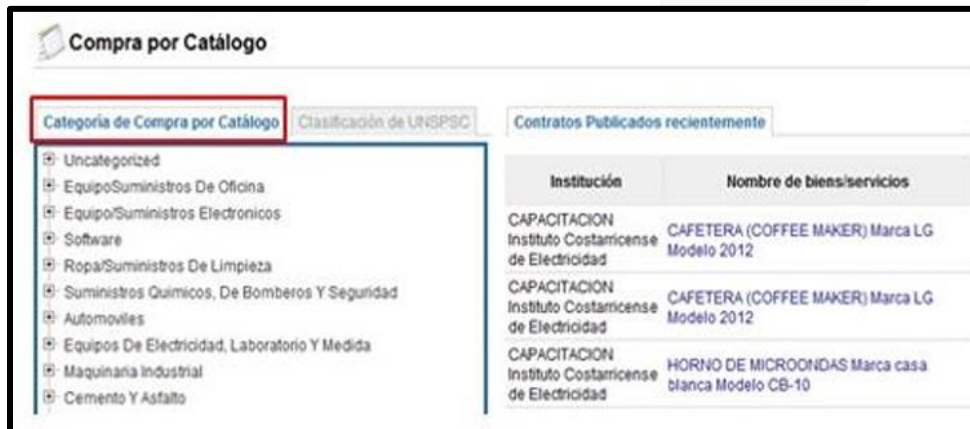 Compra por Catálogo
Categoría de Compra por Catálogo
Clasificación de UNSPSC
Uncategorized
EquipoSuministros De Oficina
Equipo/Suministros Electronicos
Software
Ropa/Suministros De Limpieza
Suministros Quimicos, De Bomberos Y Seguridad
Automoviles
Equipos De Electricidad, Laboratorio Y Medida
Maquinaria Industrial
Cemento Y Asfalto
Contratos Publicados recientemente
Institución
Nombre de biens/servicios
CAPACITACION
Instituto Costarricense
de Electricidad
CAFETERA (COFFEE MAKER) Marca LG
Modelo 2012
CAPACITACION
Instituto Costarricense
de Electricidad
CAFETERA (COFFEE MAKER) Marca LG
Modelo 2012
CAPACITACION
Instituto Costarricense
de Electricidad
HORNO DE MICROONDAS Marca casa
blanca Modelo CB-10